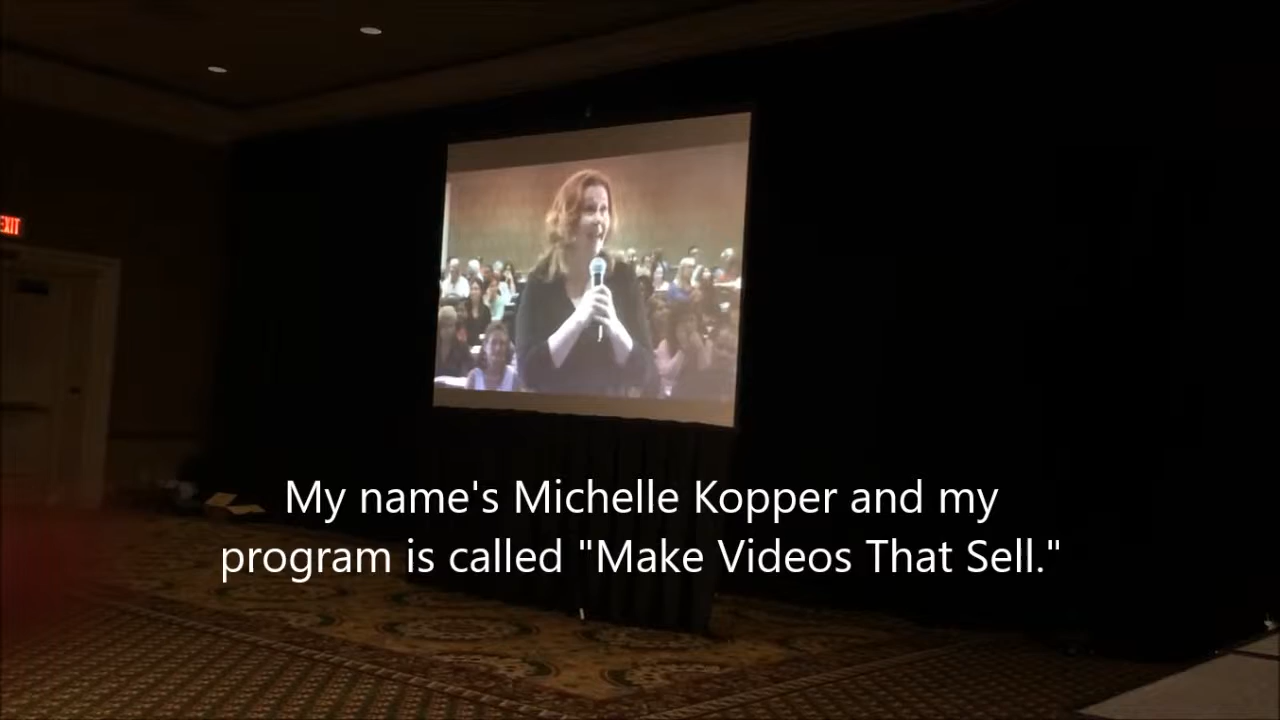 EXIT
My name's Michelle Kopper and my
program is called "Make Videos That Sell."